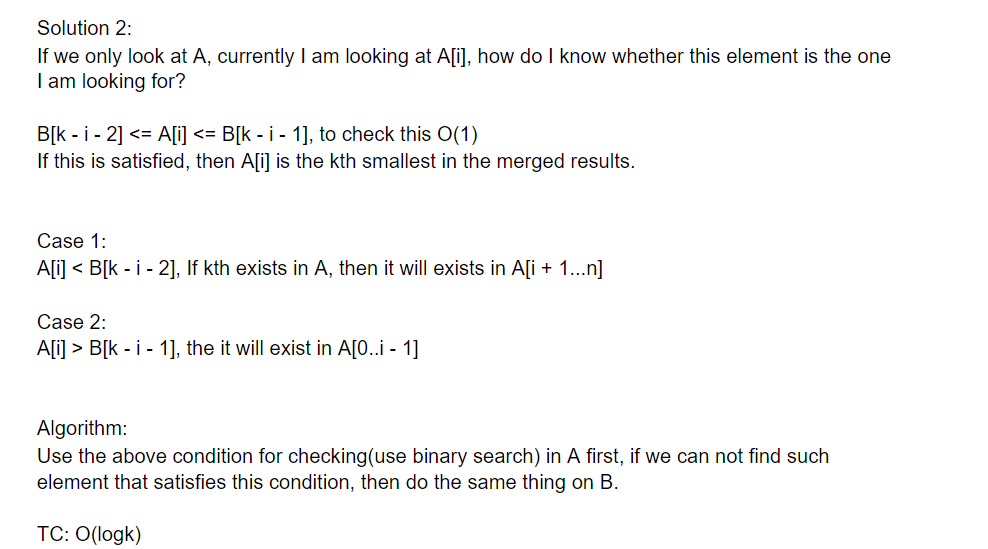 Solution 2:
If we only look at A, currently I am looking at A[i], how do I know whether this element is the one
I am looking for?
B[k - i - 2] <= A[i] <= B[k - i - 1], to check this O(1)
If this is satisfied, then A[i] is the kth smallest in the merged results.
Case 1:
A[i] < B[k - i - 2], If kth exists in A, then it will exists in A[i + 1...n]
Case 2:
A[i] > B[k - i - 1], the it will exist in A[0..i - 1]
Algorithm:
Use the above condition for checking(use binary search) in A first, if we can not find such
element that satisfies this condition, then do the same thing on B.
TC: O(logk)